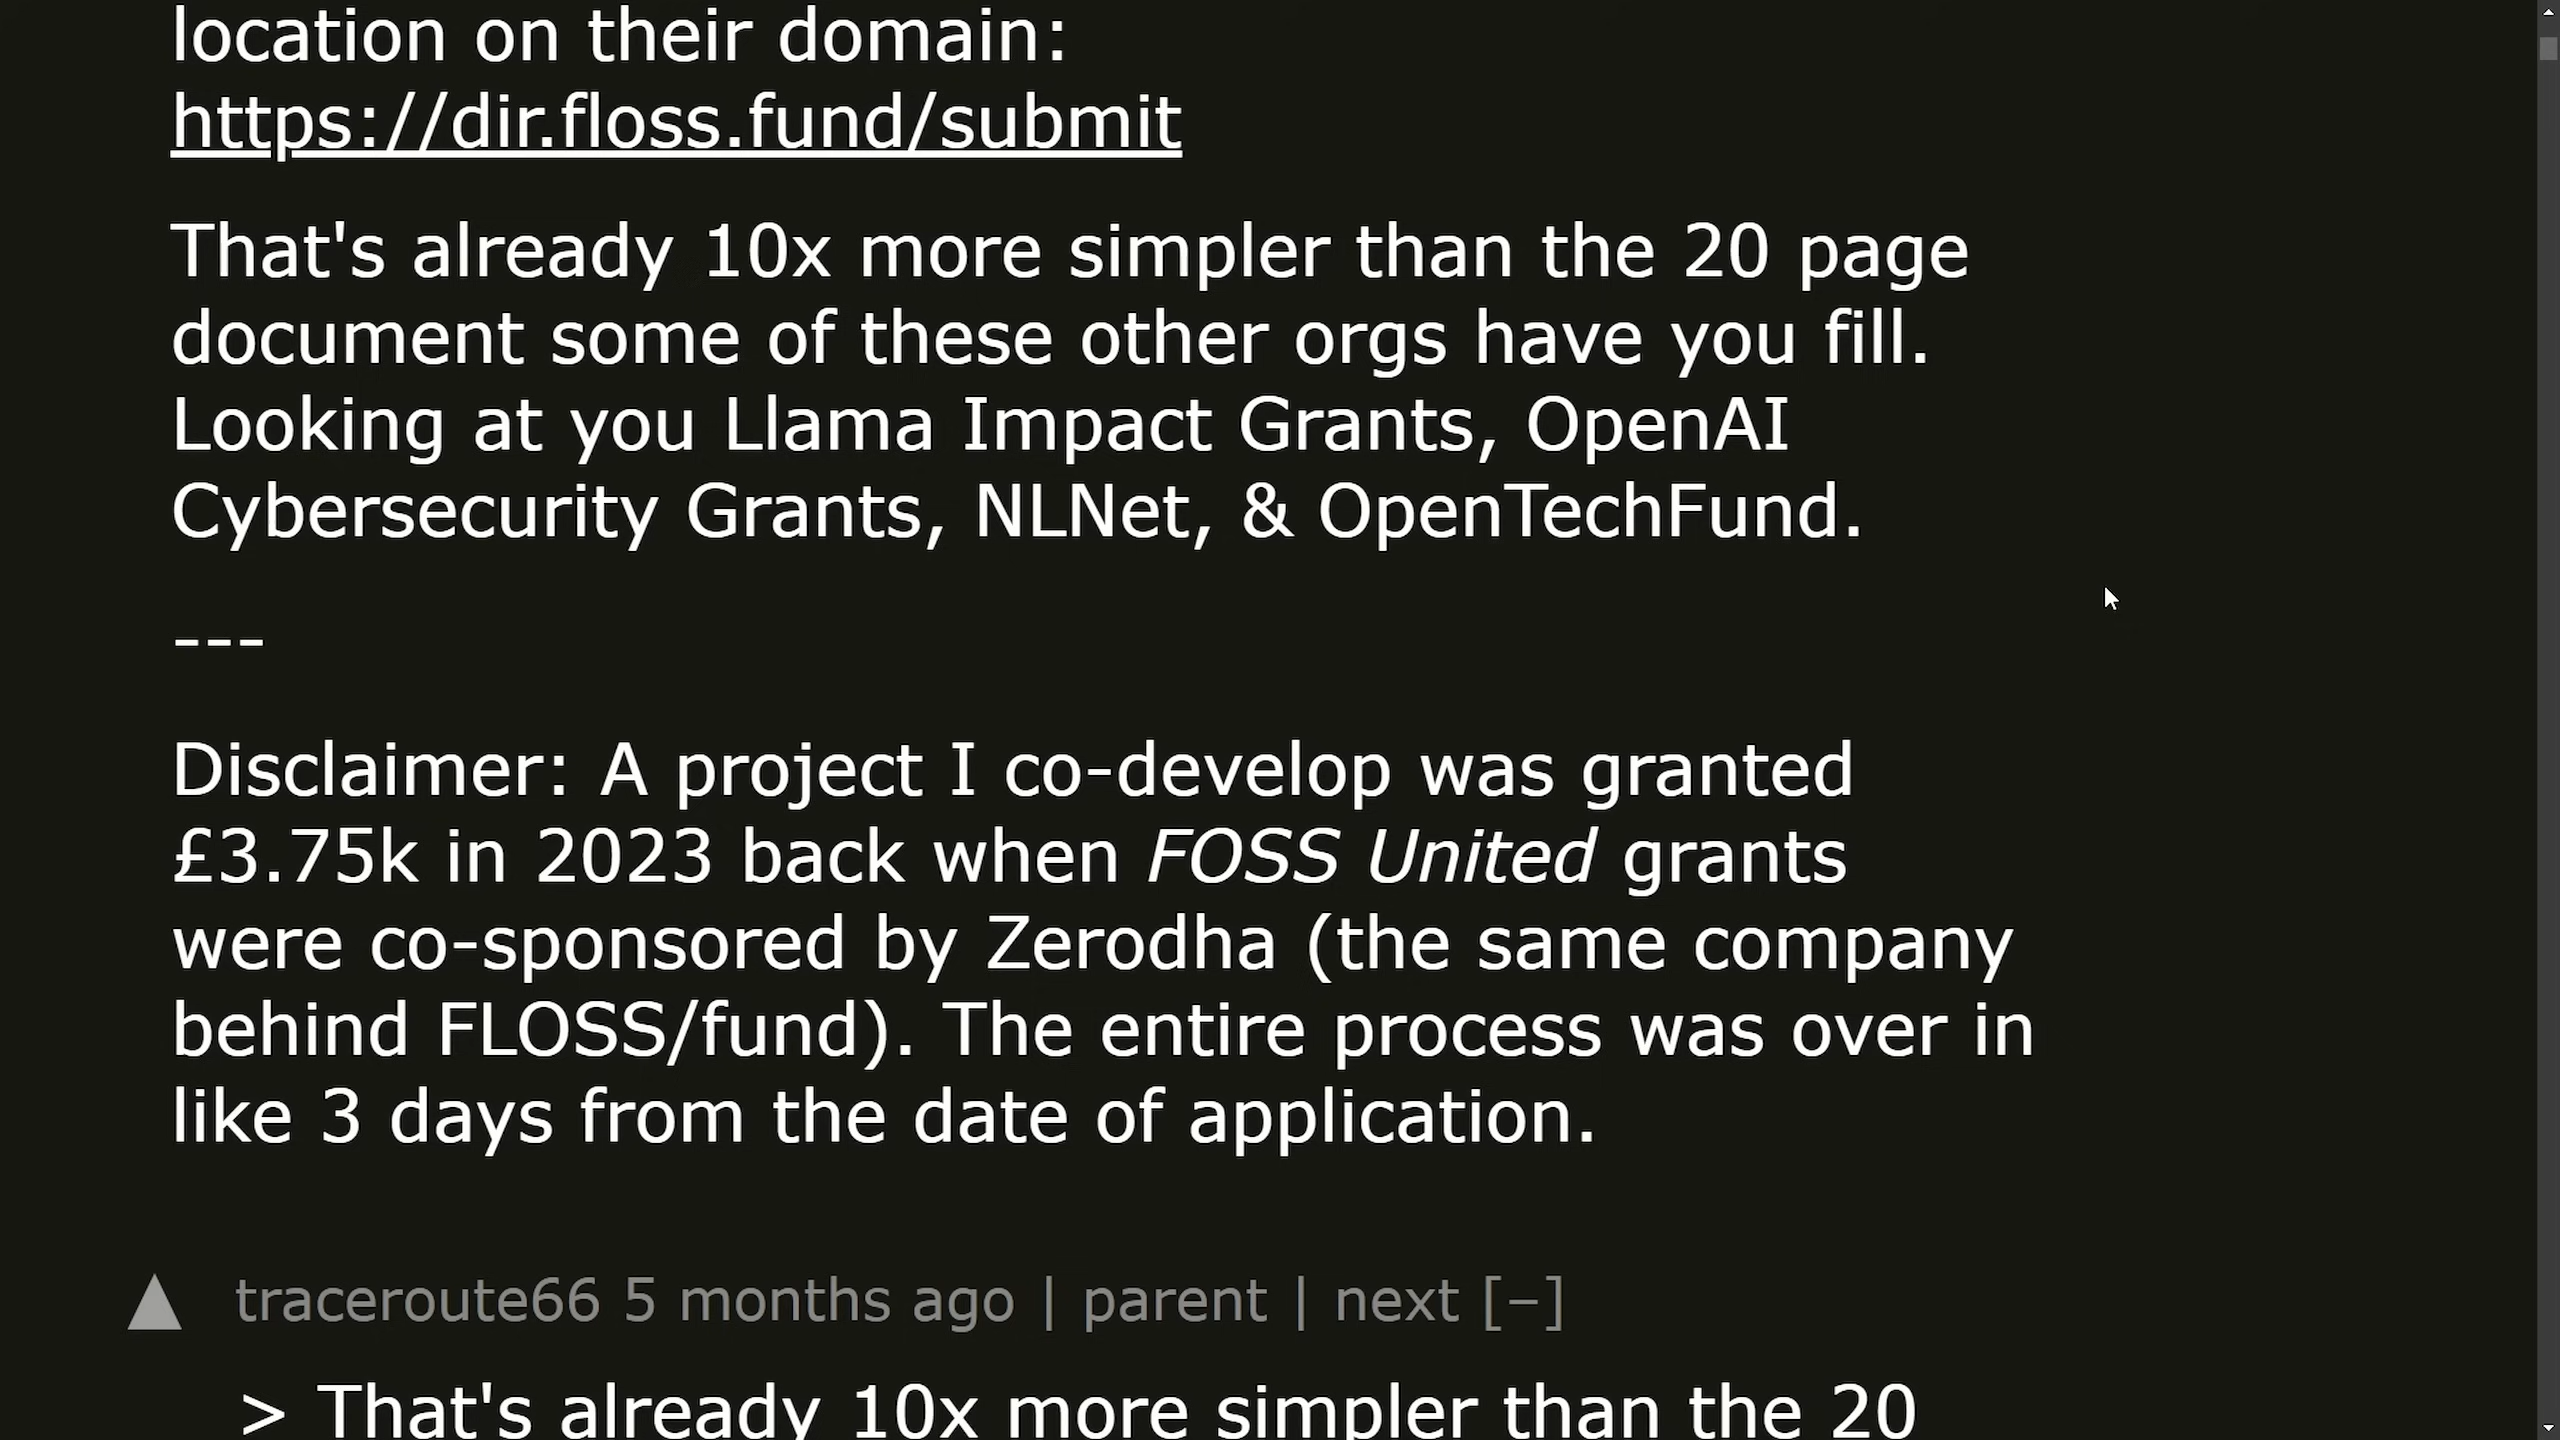 location on their domain:
https://dir.floss.fund/submit
That's already 10x more simpler than the 20 page
document some of these other orgs have you fill.
Looking at you Llama Impact Grants, OpenAI
Cybersecurity Grants, NLNet, & OpenTechFund.
---
Disclaimer: A project I co-develop was granted
£3.75k in 2023 back when FOSS United grants
were co-sponsored by Zerodha (the same company
behind FLOSS/fund). The entire process was over in
like 3 days from the date of application.
traceroute66 5 months ago | parent | next [–]
> That's already 10x more simpler than the 20